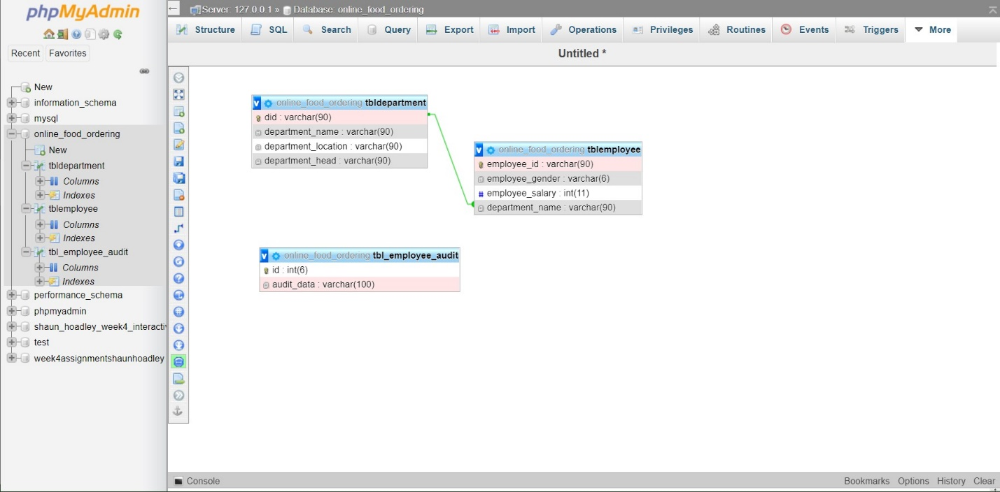 phpMyAdmin
Recent Favorites
New
information_schema
mysql
online_food_ordering
New
tbldepartment
Columns
Indexes
tblemployee
Columns
Indexes
tbl_employee_audit
Columns
Indexes
performance_schema
phpmyadmin
shaun_hoadley_week4_interacti
test
week4assignmentshaunhoadley
Server: 127.0.0.1 » Database: online_food_ordering
Structure SQL Search Query Export Import Operations Privileges Routines Events Triggers More
Untitled *
v online_food_ordering tbldepartment
did : varchar(90)
department_name : varchar(90)
department_location : varchar(90)
department_head : varchar(90)
v online_food_ordering tblemployee
employee_id : varchar(90)
employee_gender : varchar(6)
# employee_salary : int(11)
department_name : varchar(90)
v online_food_ordering tbl_employee_audit
id : int(6)
audit_data : varchar(100)
Console Bookmarks Options History Clear